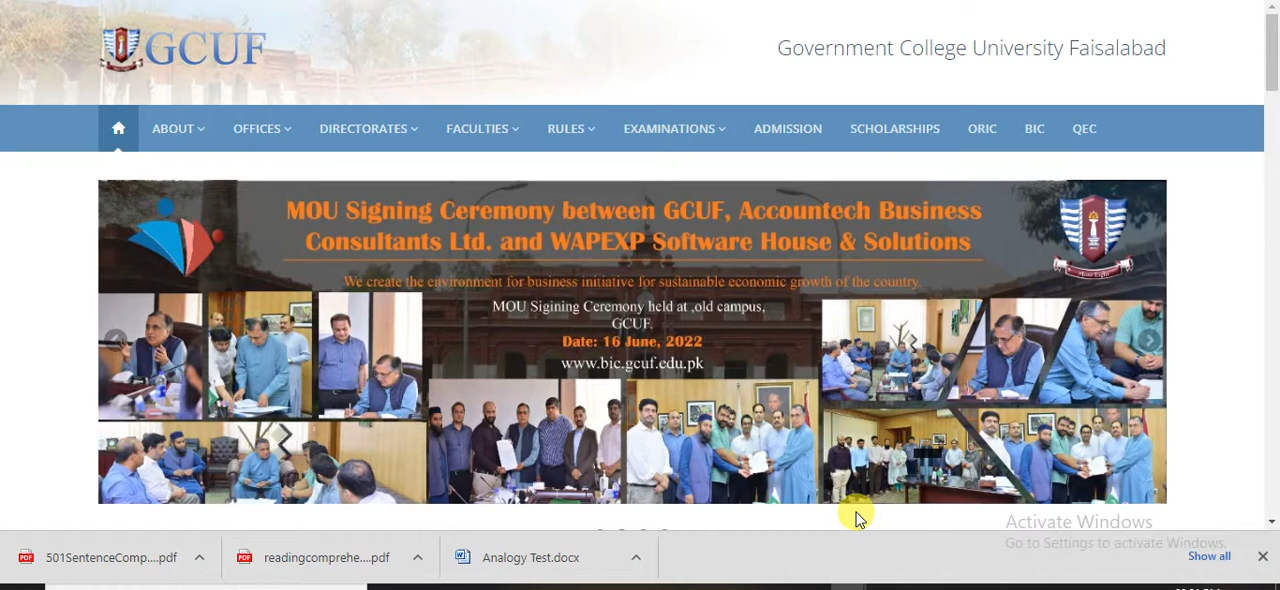 GCUF
Government College University Faisalabad
ABOUT OFFICES DIRECTORATES FACULTIES RULES EXAMINATIONS ADMISSION SCHOLARSHIPS ORIC BIC QEC
MOU Signing Ceremony between GCUF, Accountech Business
Consultants Ltd. and WAPEXP Software House & Solutions
We create the environment for business initiative for sustainable economic growth of the country.
MOU Sigining Ceremony held at ,old campus,
GCUF.
Date: 16 June, 2022
www.bic.gcuf.edu.pk
Activate Windows
Go to Settings to activate Windows.
501SentenceComp....pdf readingcomprehe....pdf Analogy Test.docx Show all